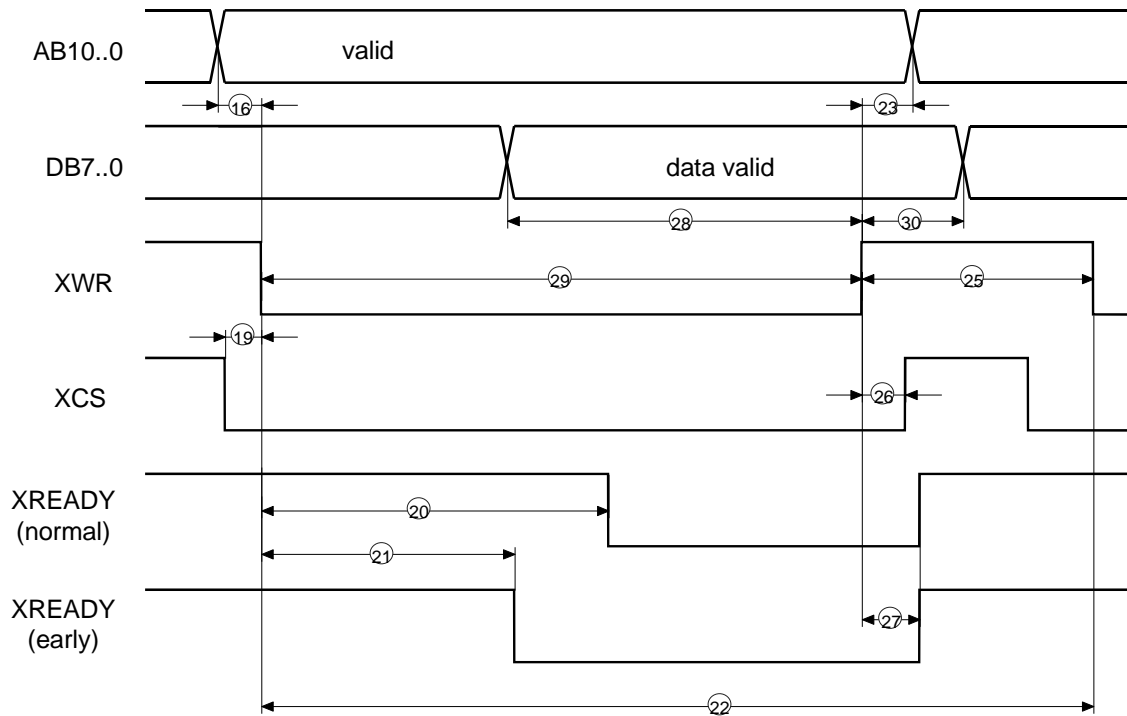 AB10..0
valid
16
23
DB7..0
data valid
28
30
XWR
29
25
19
XCS
26
XREADY
(normal)
20
21
XREADY
(early)
27
22